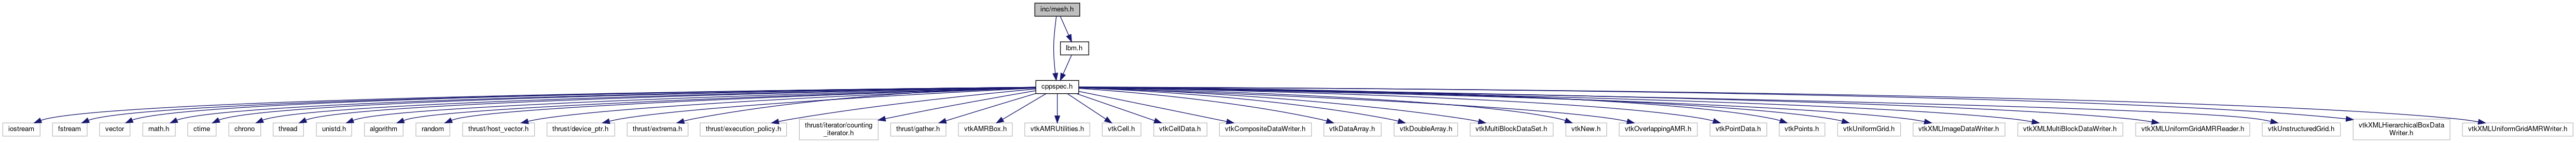 inc/mesh.h
lbm.h
cppspec.h
iostream
fstream
vector
math.h
ctime
chrono
thread
unistd.h
algorithm
random
thrust/host_vector.h
thrust/device_ptr.h
thrust/extrema.h
thrust/execution_policy.h
thrust/iterator/counting
_iterator.h
thrust/gather.h
vtkAMRBox.h
vtkAMRUtilities.h
vtkCell.h
vtkCellData.h
vtkCompositeDataWriter.h
vtkDataArray.h
vtkDoubleArray.h
vtkMultiBlockDataSet.h
vtkNew.h
vtkOverlappingAMR.h
vtkPointData.h
vtkPoints.h
vtkUniformGrid.h
vtkXMLImageDataWriter.h
vtkXMLMultiBlockDataWriter.h
vtkXMLUniformGridAMRReader.h
vtkUnstructuredGrid.h
vtkXMLHierarchicalBoxData
Writer.h
vtkXMLUniformGridAMRWriter.h